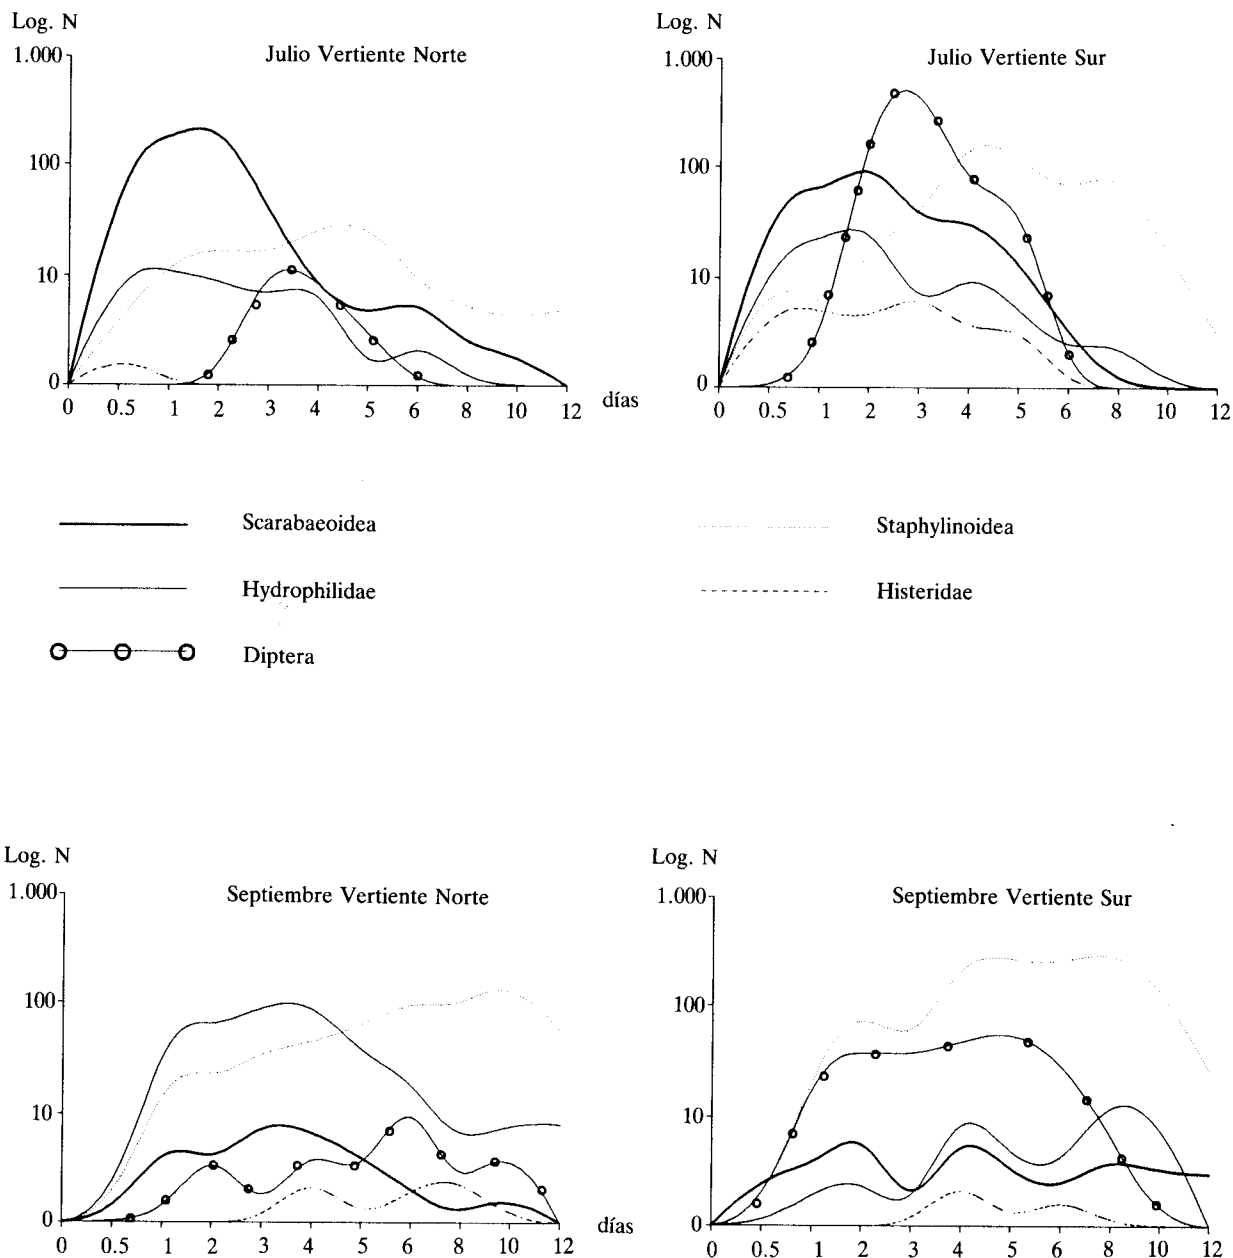 Log. N
Julio Vertiente Norte
1.000
100
10
0
0 0.5 1 2 3 4 5 6 8 10 12 días
Log. N
Julio Vertiente Sur
1.000
100
10
0
0 0.5 1 2 3 4 5 6 8 10 12
Scarabaeoidea
Staphylinoidea
Hydrophilidae
Histeridae
Diptera
Log. N
Septiembre Vertiente Norte
1.000
100
10
0
0 0.5 1 2 3 4 5 6 8 10 12 días
Log. N
Septiembre Vertiente Sur
1.000
100
10
0
0 0.5 1 2 3 4 5 6 8 10 12